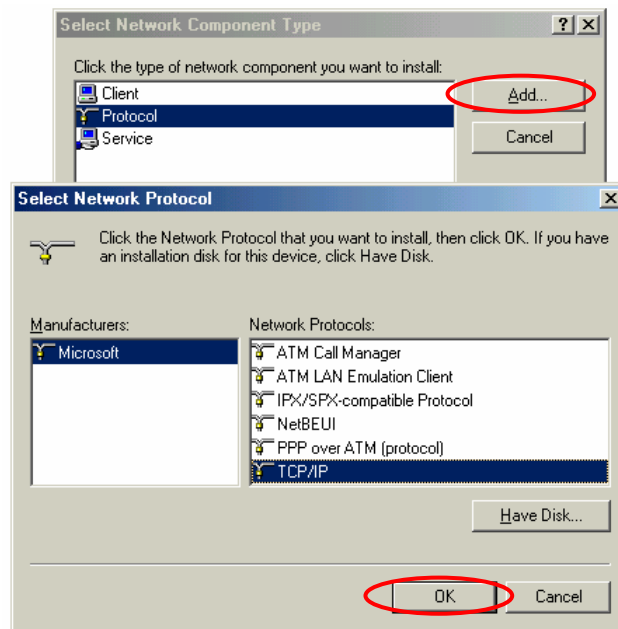 Select Network Component Type
Click the type of network component you want to install:
Client
Protocol
Service
Add...
Cancel
Select Network Protocol
Click the Network Protocol that you want to install, then click OK. If you have
an installation disk for this device, click Have Disk.
Manufacturers:
Microsoft
Network Protocols:
ATM Call Manager
ATM LAN Emulation Client
IPX/SPX-compatible Protocol
NetBEUI
PPP over ATM (protocol)
TCP/IP
Have Disk...
OK
Cancel